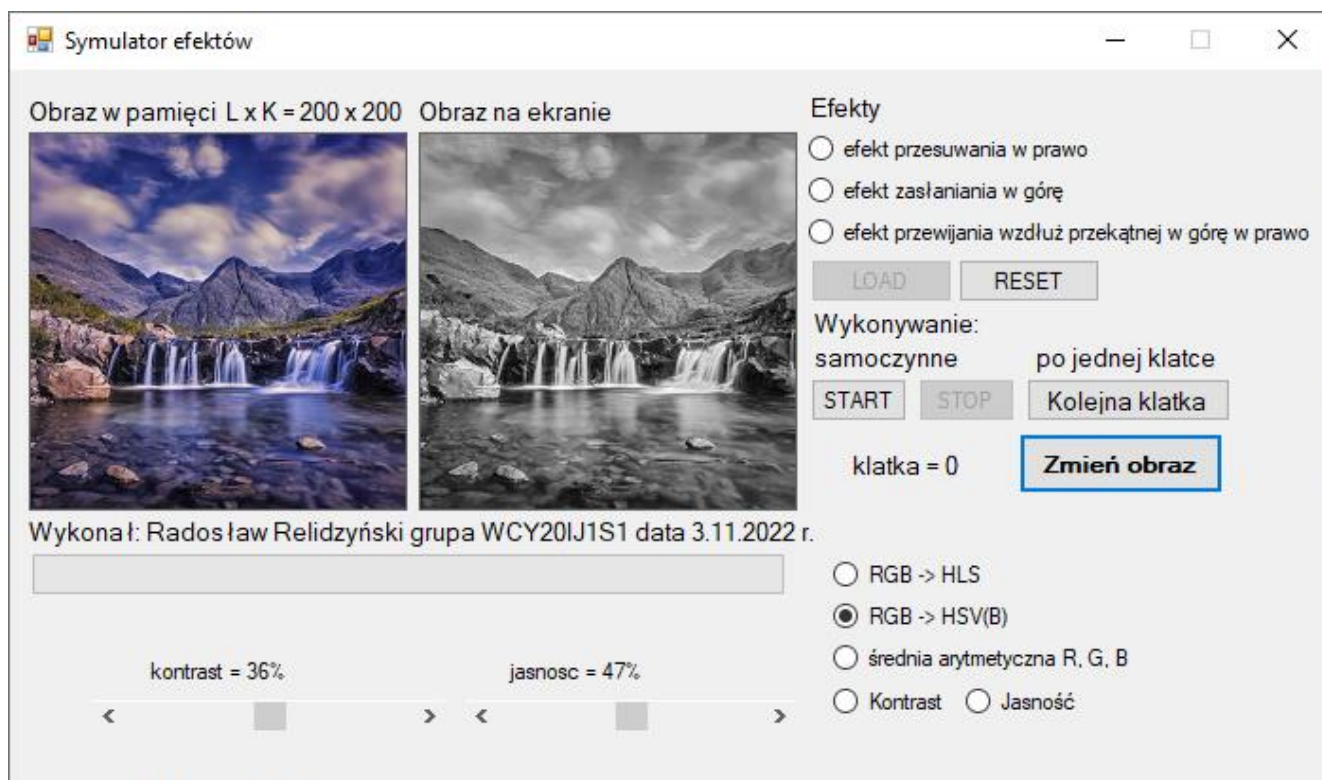 Symulator efektów
Obraz w pamięci L x K = 200 x 200
Obraz na ekranie
Efekty
efekt przesuwania w prawo
efekt zasłaniania w górę
efekt przewijania wzdłuż przekątnej w górę w prawo
LOAD
RESET
Wykonywanie:
samoczynne
po jednej klatce
START
STOP
Kolejna klatka
klatka = 0
Zmień obraz
Wykonał: Radosław Relidzyński grupa WCY20IJ1S1 data 3.11.2022 r.
RGB -> HLS
RGB -> HSV(B)
średnia arytmetyczna R, G, B
Kontrast
Jasność
kontrast = 36%
jasnosc = 47%